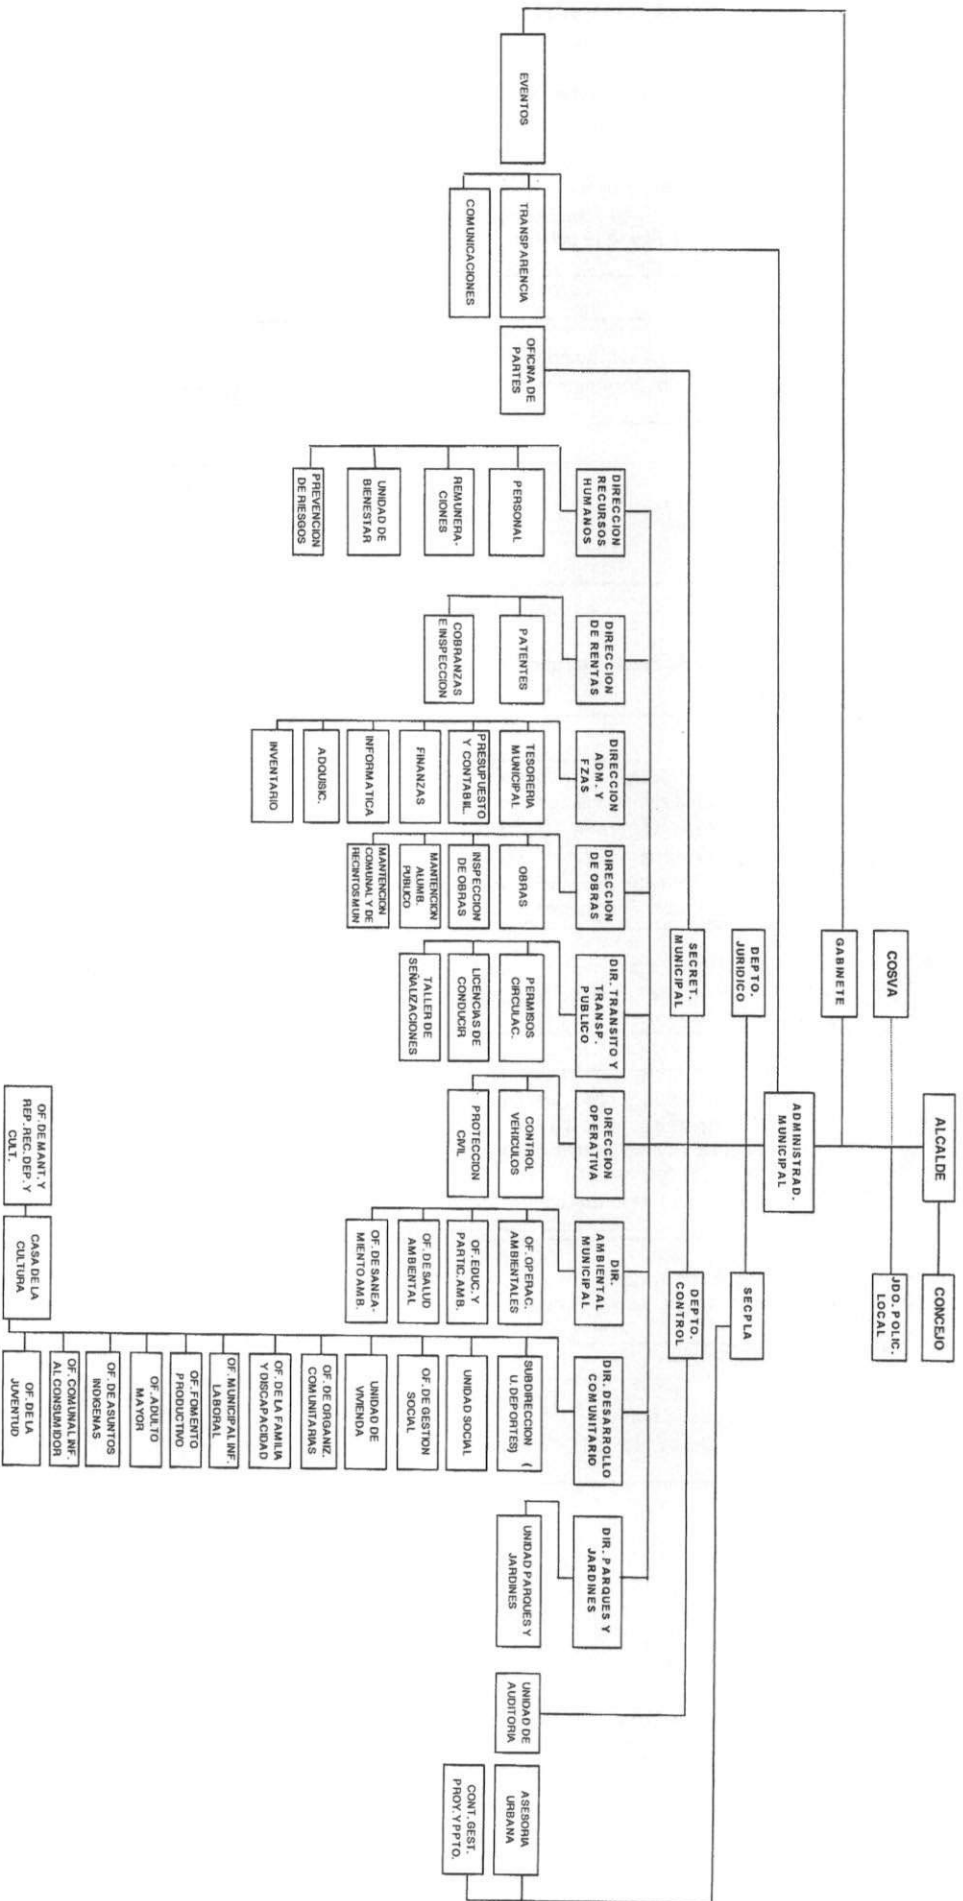 ALCALDE
CONCEJO
COSVA
JDO. POLIC.
LOCAL
GABINETE
ADMINISTRAD.
MUNICIPAL
DEPTO.
JURIDICO
SECPLA
SECRET.
MUNICIPAL
DEPTO.
CONTROL
EVENTOS
TRANSPARENCIA
COMUNICACIONES
OFICINA DE
PARTES
DIRECCION
RECURSOS
HUMANOS
PERSONAL
REMUNERA-
CIONES
UNIDAD DE
BIENESTAR
PREVENCION
DE RIESGOS
DIRECCION
DE RENTAS
PATENTES
COBRANZAS
E INSPECCION
DIRECCION
ADM. Y
FZAS
TESORERIA
MUNICIPAL
PRESUPUESTO
Y CONTABIL.
FINANZAS
INFORMATICA
ADQUISIC.
INVENTARIO
DIRECCION
DE OBRAS
OBRAS
INSPECCION
DE OBRAS
MANTENCION
ALUMB.
PUBLICO
MANTENCION
COMUNAL Y DE
RECINTOS MUN
DIR. TRANSITO Y
TRANSP.
PUBLICO
PERMISOS
CIRCULAC.
LICENCIAS DE
CONDUCIR
TALLER DE
SEÑALIZACIONES
DIRECCION
OPERATIVA
CONTROL
VEHICULOS
PROTECCION
CIVIL
DIR.
AMBIENTAL
MUNICIPAL
OF. OPERAC.
AMBIENTALES
OF. EDUC. Y
PARTIC. AMB.
OF. DE SALUD
AMBIENTAL
OF. DE SANEA-
MIENTO AMB.
DIR. DESARROLLO
COMUNITARIO
SUBDIRECCION (
U. DEPORTES)
UNIDAD SOCIAL
OF. DE GESTION
SOCIAL
UNIDAD DE
VIVIENDA
OF. DE ORGANIZ.
COMUNITARIAS
OF. DE LA FAMILIA
Y DISCAPACIDAD
OF. MUNICIPAL INF.
LABORAL
OF. FOMENTO
PRODUCTIVO
OF. ADULTO
MAYOR
OF. DE ASUNTOS
INDIGENAS
OF. COMUNAL INF.
AL CONSUMIDOR
OF. DE LA
JUVENTUD
CASA DE LA
CULTURA
OF. DE MANT. Y
REP. REC. DEP. Y
CULT.
DIR. PARQUES Y
JARDINES
UNIDAD PARQUES Y
JARDINES
UNIDAD DE
AUDITORIA
ASESORIA
URBANA
CONT. GEST.
PROY. Y PPTO.